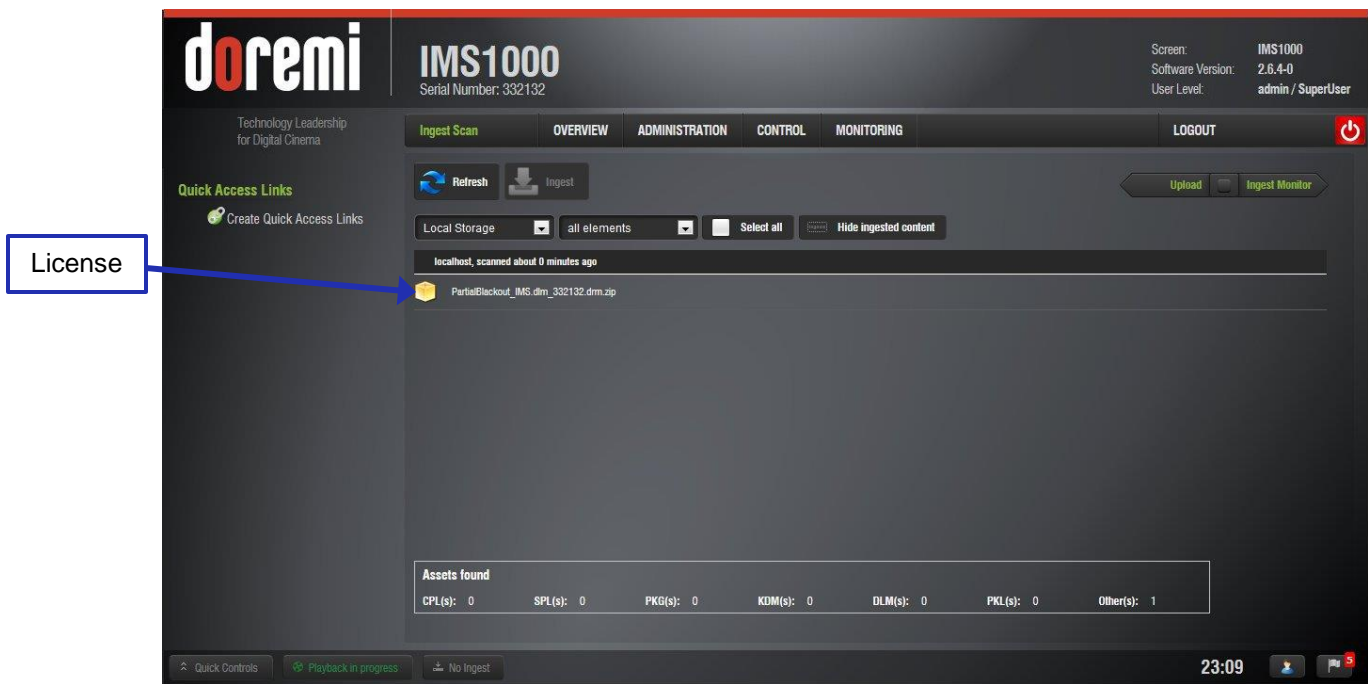 doremi
Technology Leadership
for Digital Cinema
IMS1000
Serial Number: 332132
Screen: IMS1000
Software Version: 2.6.4-0
User Level: admin / SuperUser
Ingest Scan OVERVIEW ADMINISTRATION CONTROL MONITORING LOGOUT
Quick Access Links
Create Quick Access Links
License
Refresh Ingest Upload Ingest Monitor
Local Storage all elements Select all Hide ingested content
localhost, scanned about 0 minutes ago
PartialBlackout_IMS.dlm_332132.drm.zip
Assets found
CPL(s): 0 SPL(s): 0 PKG(s): 0 KDM(s): 0 DLM(s): 0 PKL(s): 0 Other(s): 1
Quick Controls Playback in progress No Ingest 23:09 5